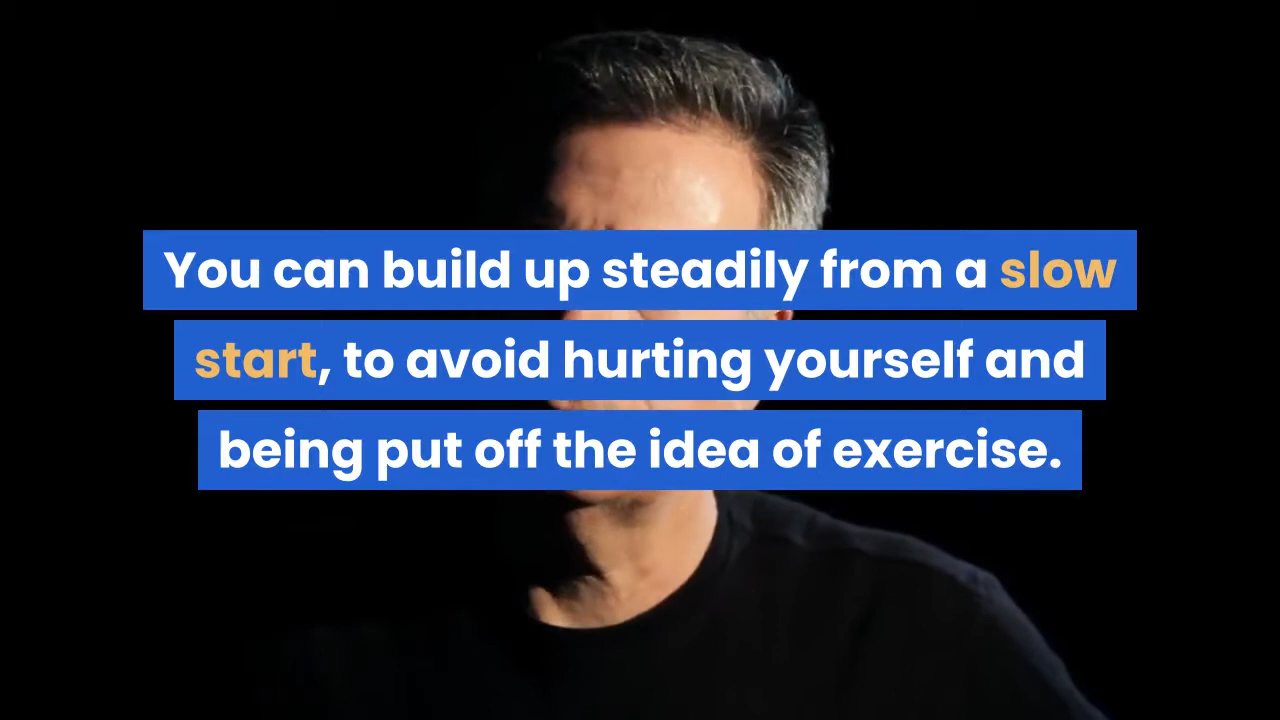 You can build up steadily from a slow
start, to avoid hurting yourself and
being put off the idea of exercise.